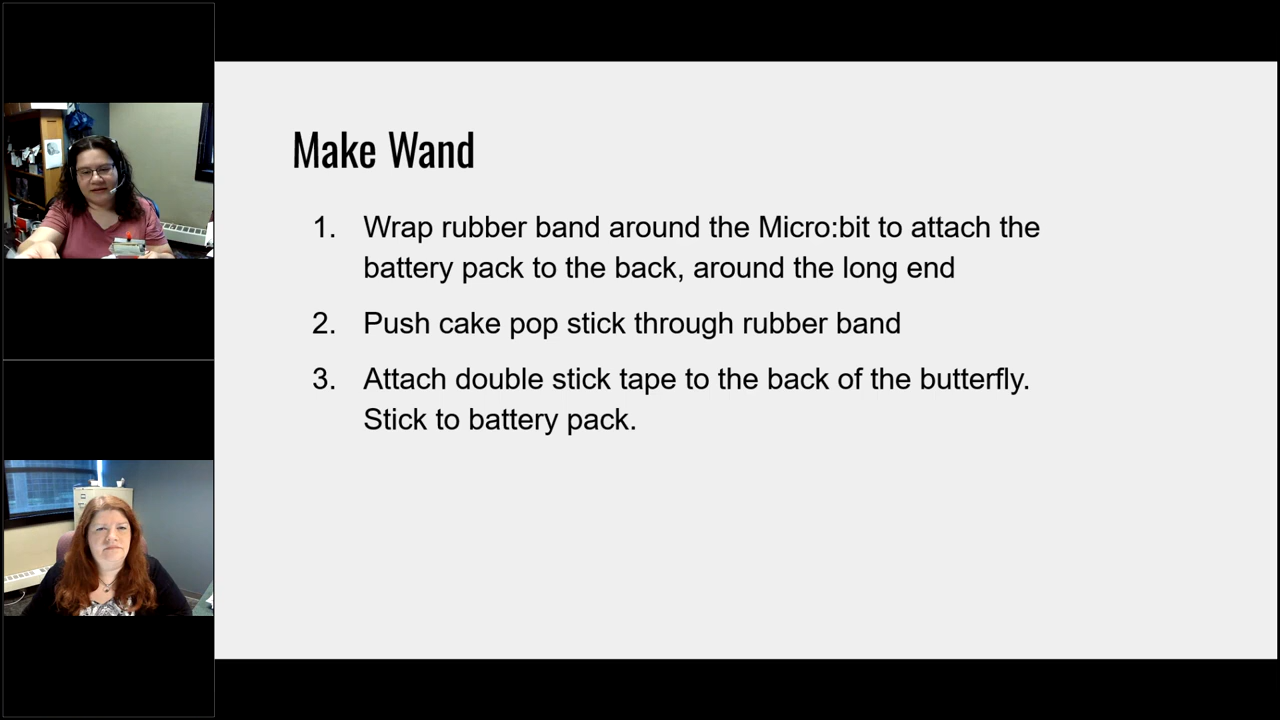 Make Wand
1. Wrap rubber band around the Micro:bit to attach the
battery pack to the back, around the long end
2. Push cake pop stick through rubber band
3. Attach double stick tape to the back of the butterfly.
Stick to battery pack.